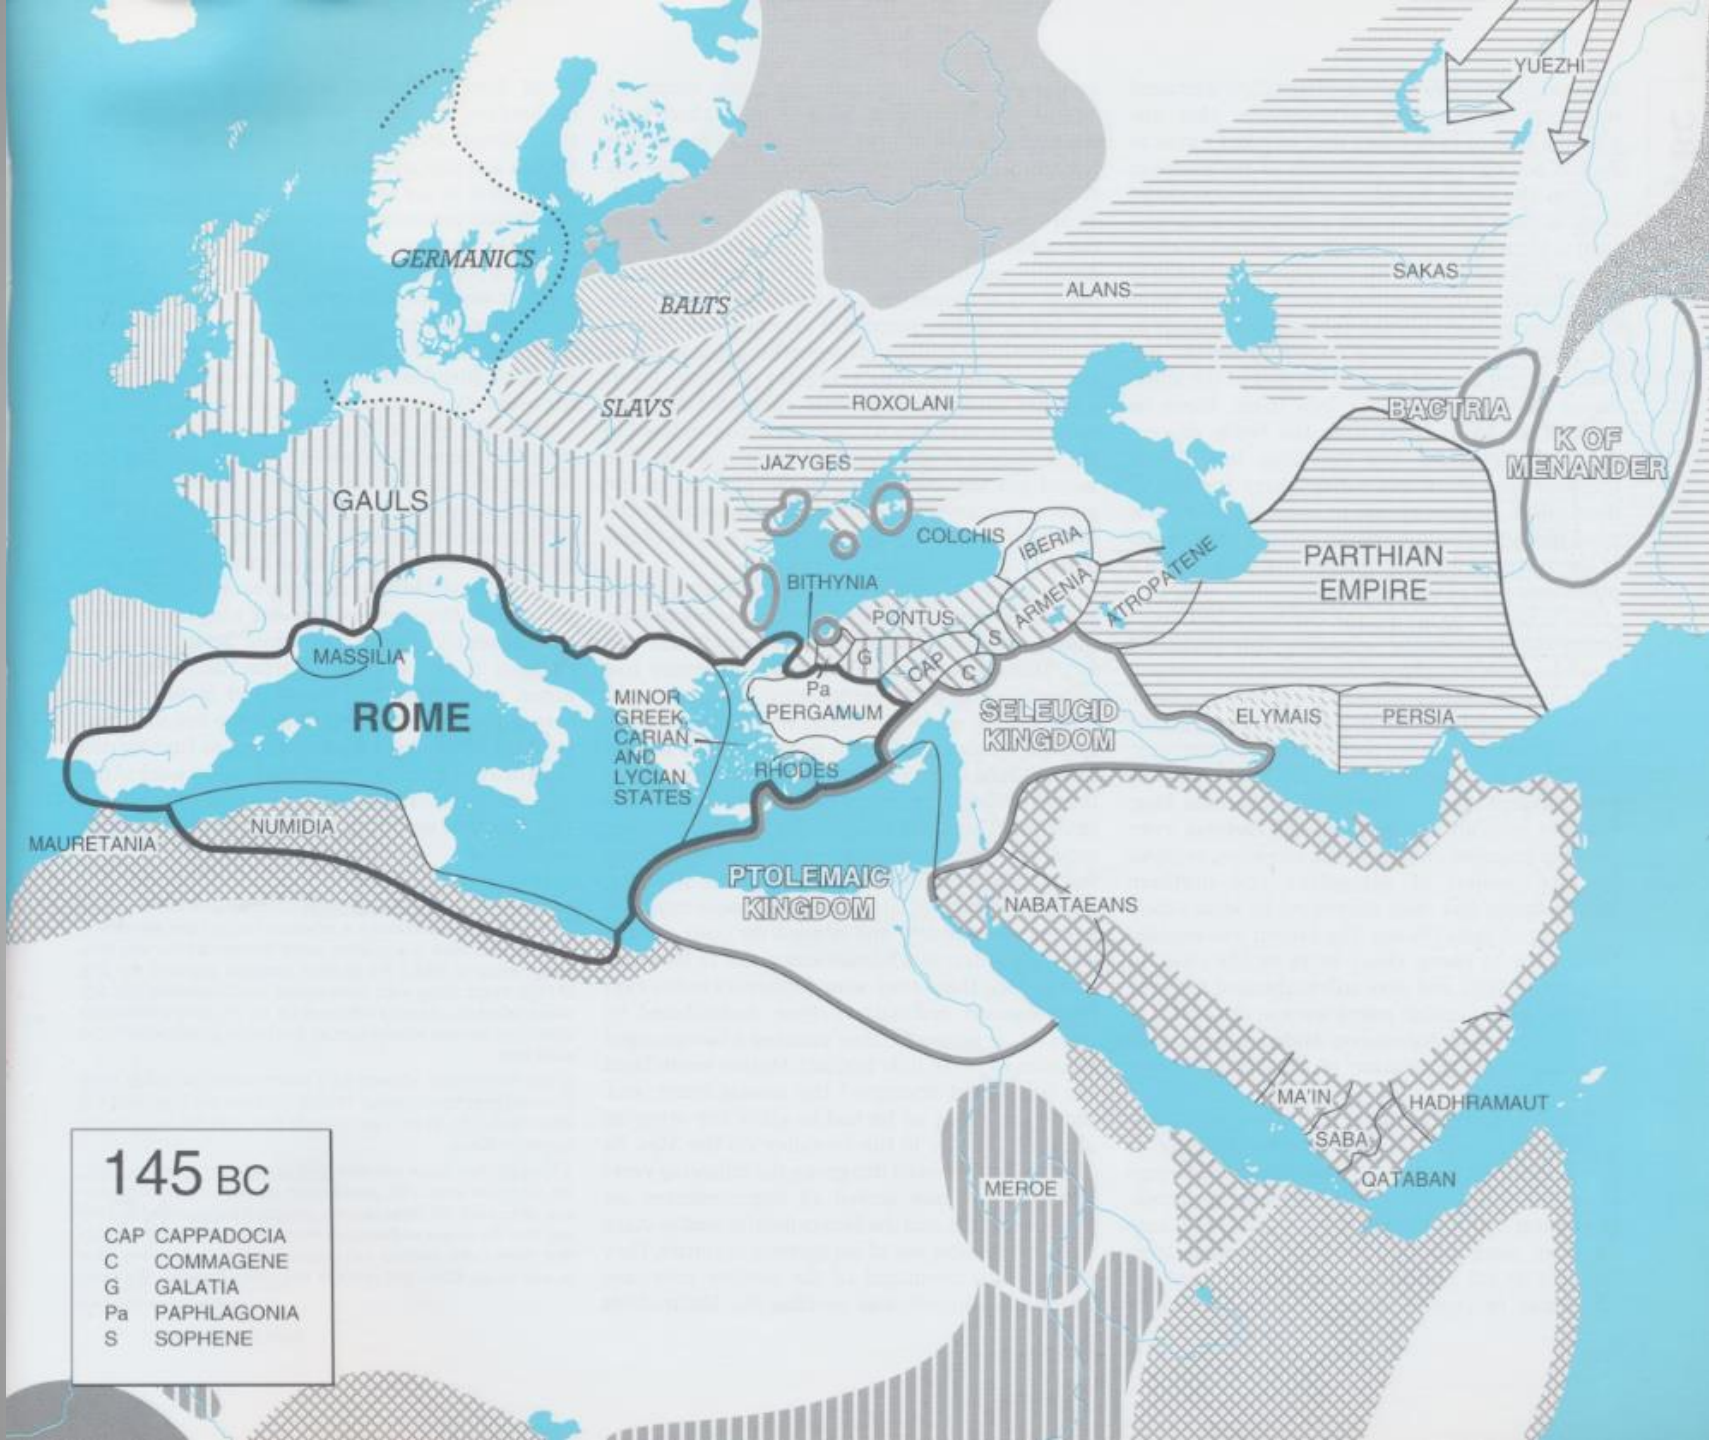 YUEZHI
GERMANICS
SAKAS
ALANS
BALTS
SLAVS
ROXOLANI
BACTRIA
K OF
MENANDER
JAZYGES
GAULS
COLCHIS
IBERIA
PARTHIAN
EMPIRE
BITHYNIA
ARMENIA
ATROPATENE
PONTUS
S
MASSILIA
G
CAP
C
ROME
MINOR
GREEK,
CARIAN
AND
LYCIAN
STATES
Pa
PERGAMUM
SELEUCID
KINGDOM
ELYMAIS
PERSIA
RHODES
NUMIDIA
MAURETANIA
PTOLEMAIC
KINGDOM
NABATAEANS
MA'IN
HADHRAMAUT
SABA
QATABAN
MEROE
145 BC
CAP CAPPADOCIA
C COMMAGENE
G GALATIA
Pa PAPHLAGONIA
S SOPHENE